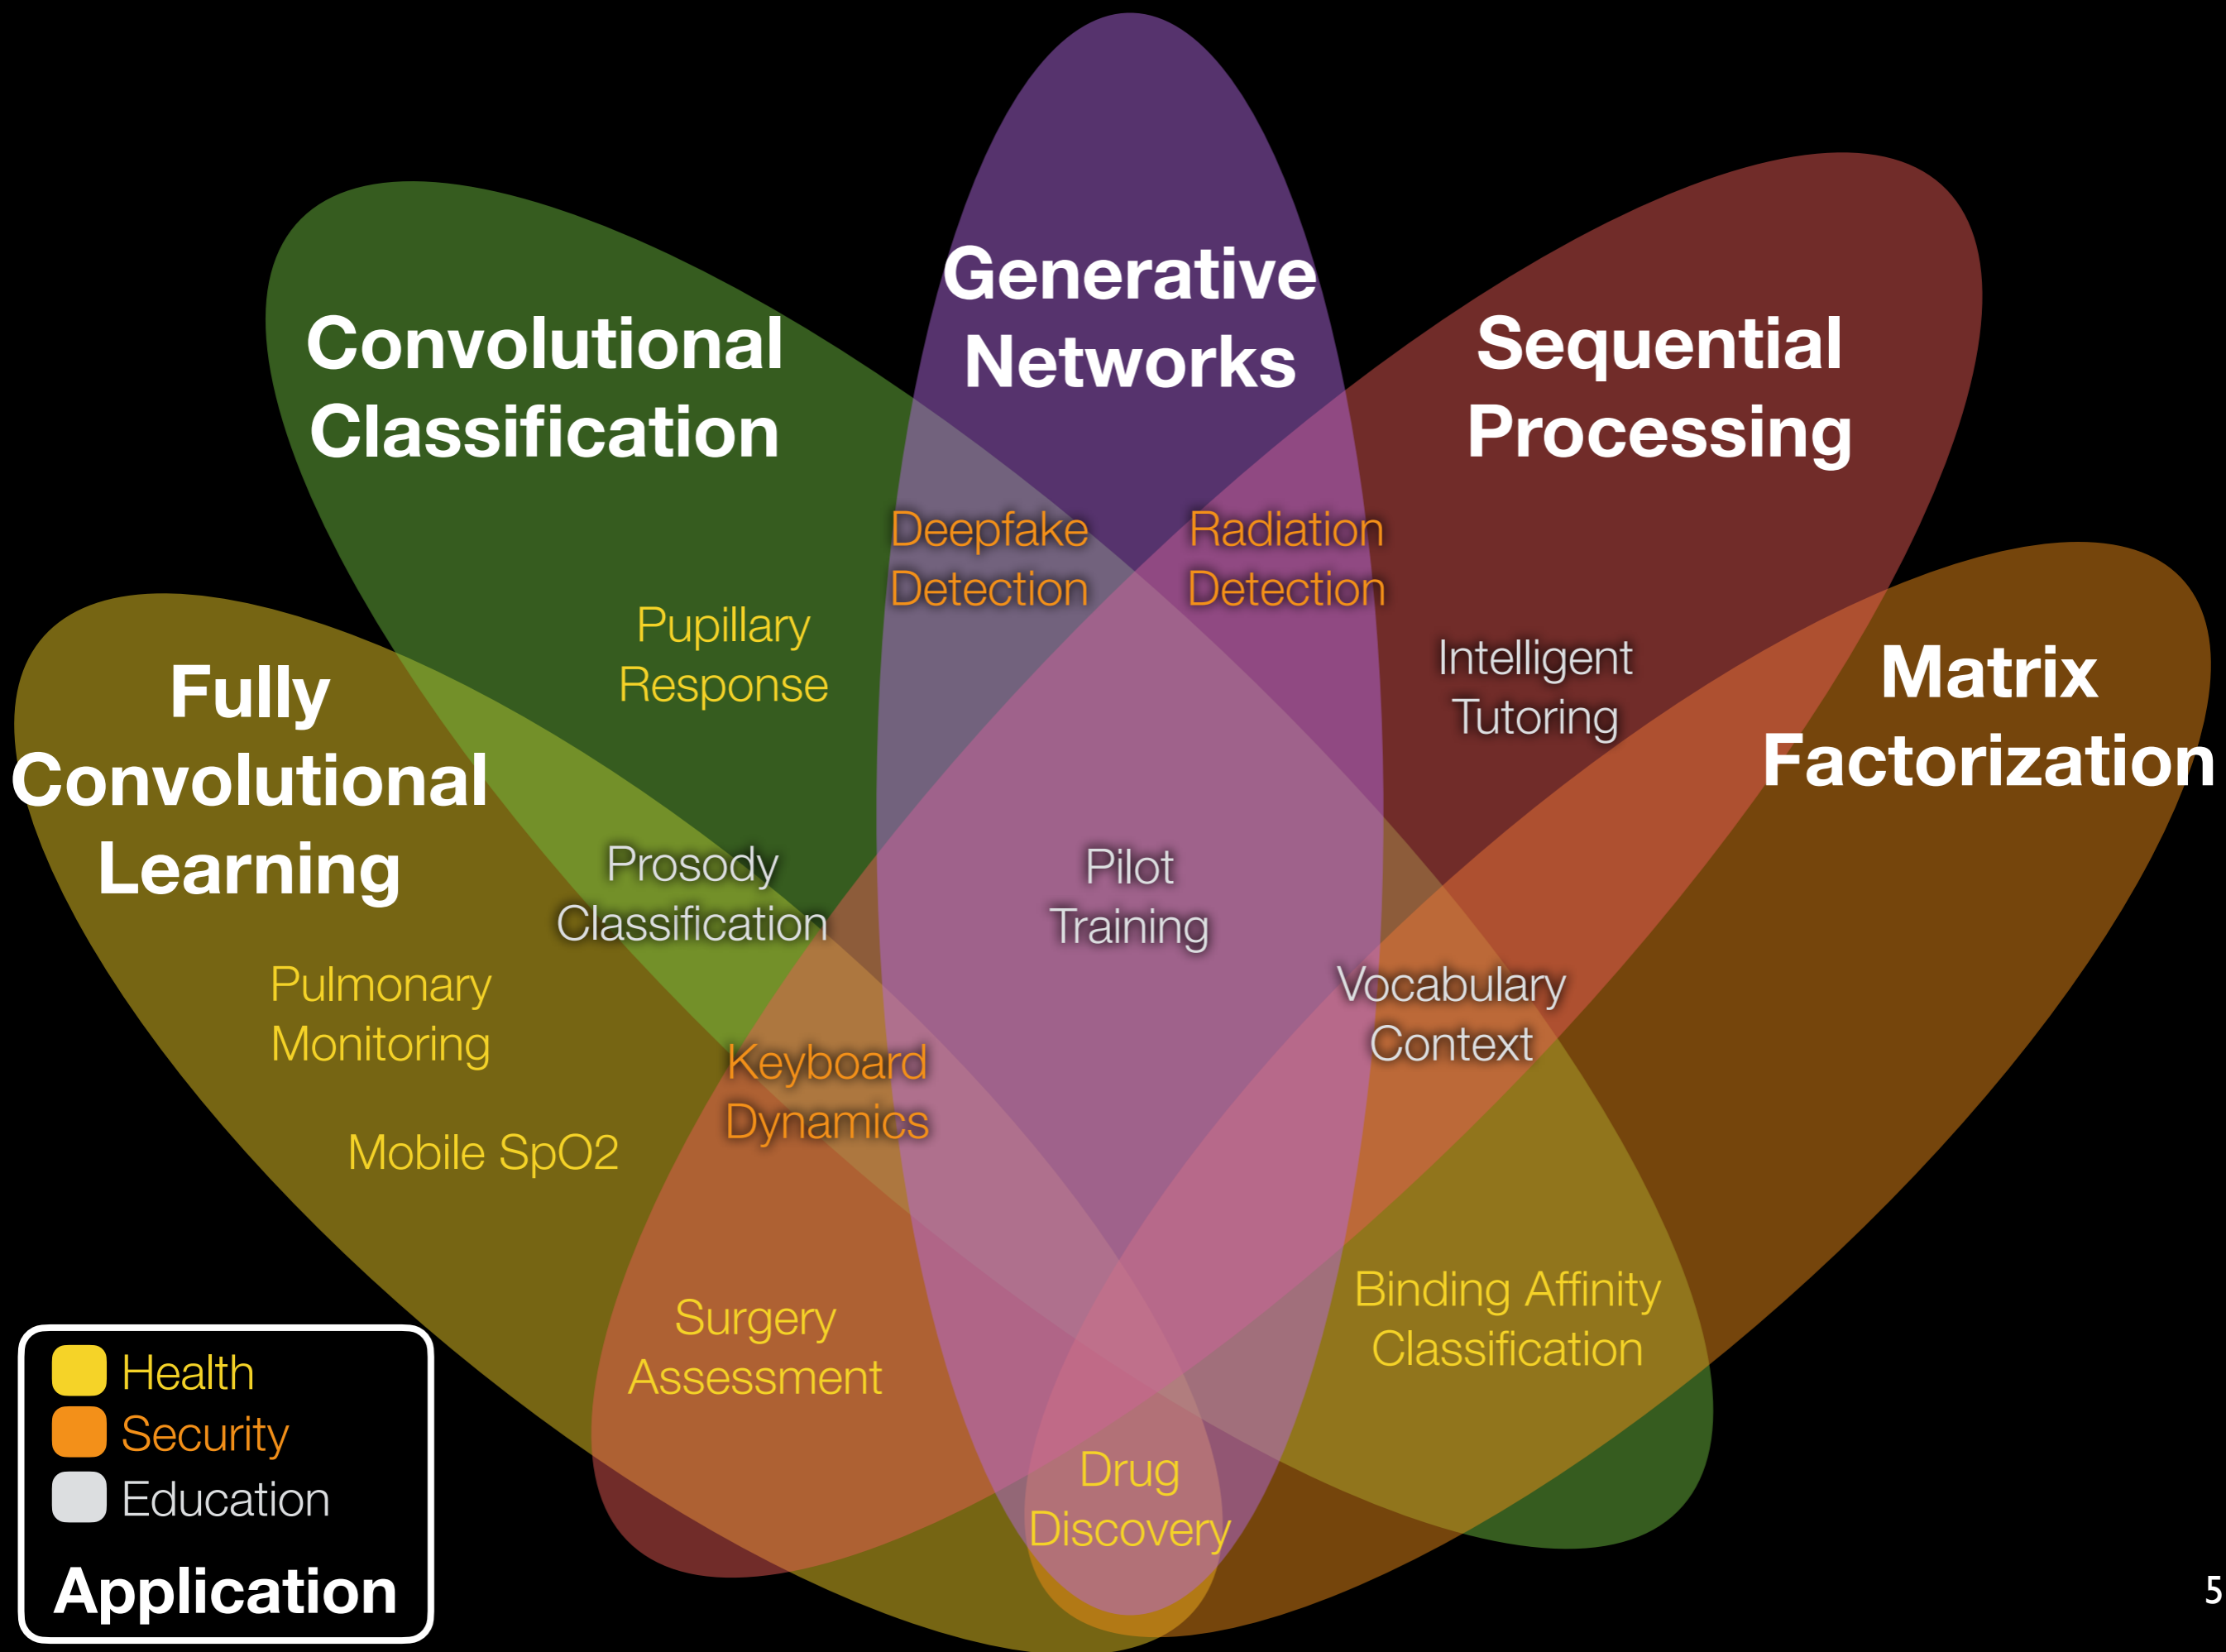 Generative
Networks
Convolutional
Classification
Sequential
Processing
Deepfake
Detection
Radiation
Detection
Pupillary
Response
Intelligent
Tutoring
Matrix
Factorization
Fully
Convolutional
Learning
Prosody
Classification
Pilot
Training
Pulmonary
Monitoring
Vocabulary
Context
Keyboard
Dynamics
Mobile SpO2
Surgery
Assessment
Binding Affinity
Classification
Drug
Discovery
Health
Security
Education
Application
5